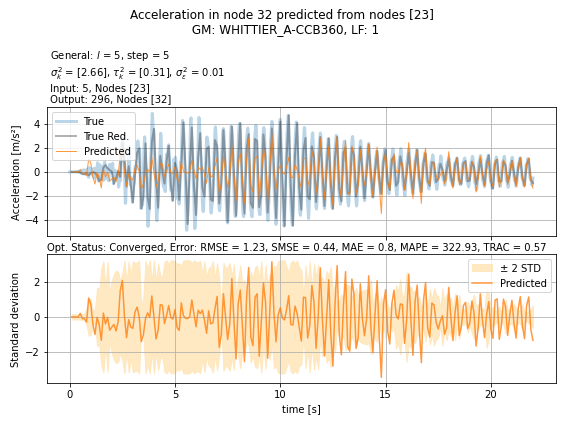 Acceleration in node 32 predicted from nodes [23]
GM: WHITTIER_A-CCB360, LF: 1
General: l = 5, step = 5
σ²ₖ = [2.66], τ²ₖ = [0.31], σ²ε = 0.01
Input: 5, Nodes [23]
Output: 296, Nodes [32]
True
True Red.
Predicted
Acceleration [m/s²]
4
2
0
−2
−4
Opt. Status: Converged, Error: RMSE = 1.23, SMSE = 0.44, MAE = 0.8, MAPE = 322.93, TRAC = 0.57
± 2 STD
Predicted
Standard deviation
2
0
−2
0
5
10
15
20
time [s]